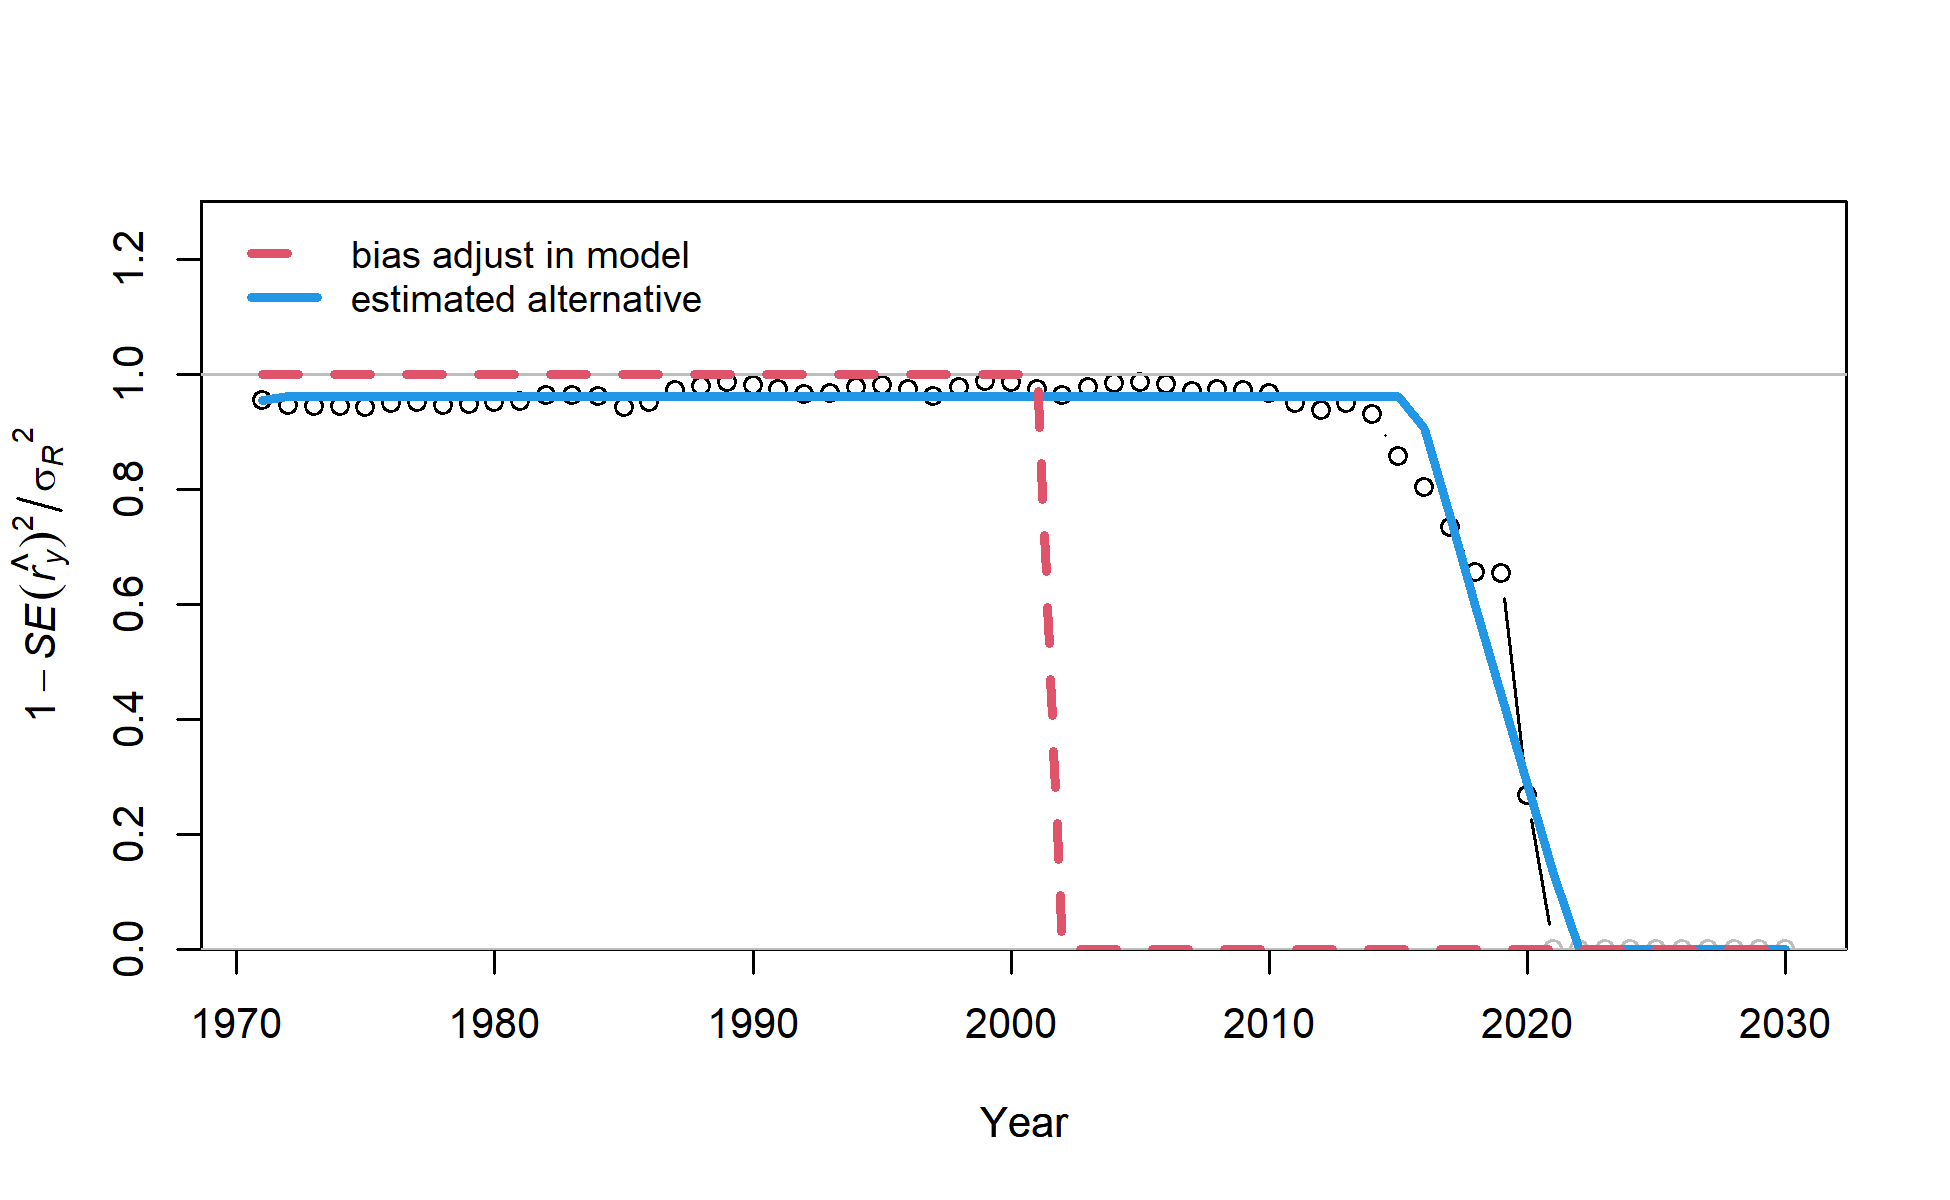 bias adjust in model
estimated alternative
1 − SE(r̂y)² / σR²
1.2
1.0
0.8
0.6
0.4
0.2
0.0
1970 1980 1990 2000 2010 2020 2030
Year